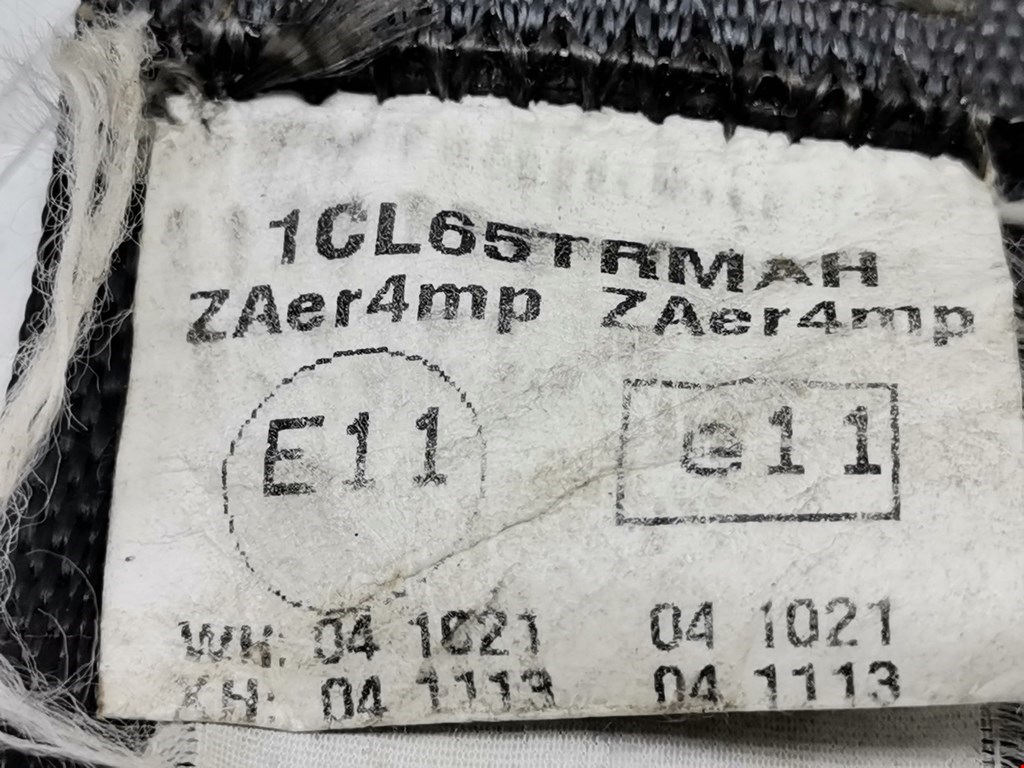 1CL65TRMAH
ZAer4mp ZAer4mp
E11 e11
WH: 04 1021 04 1021
XH: 04 1113 04 1113